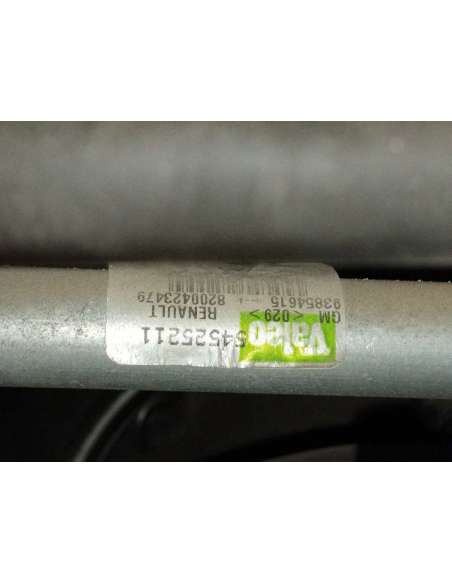 Valeo 54525211
GM < 029 > RENAULT
93854615 8200423479